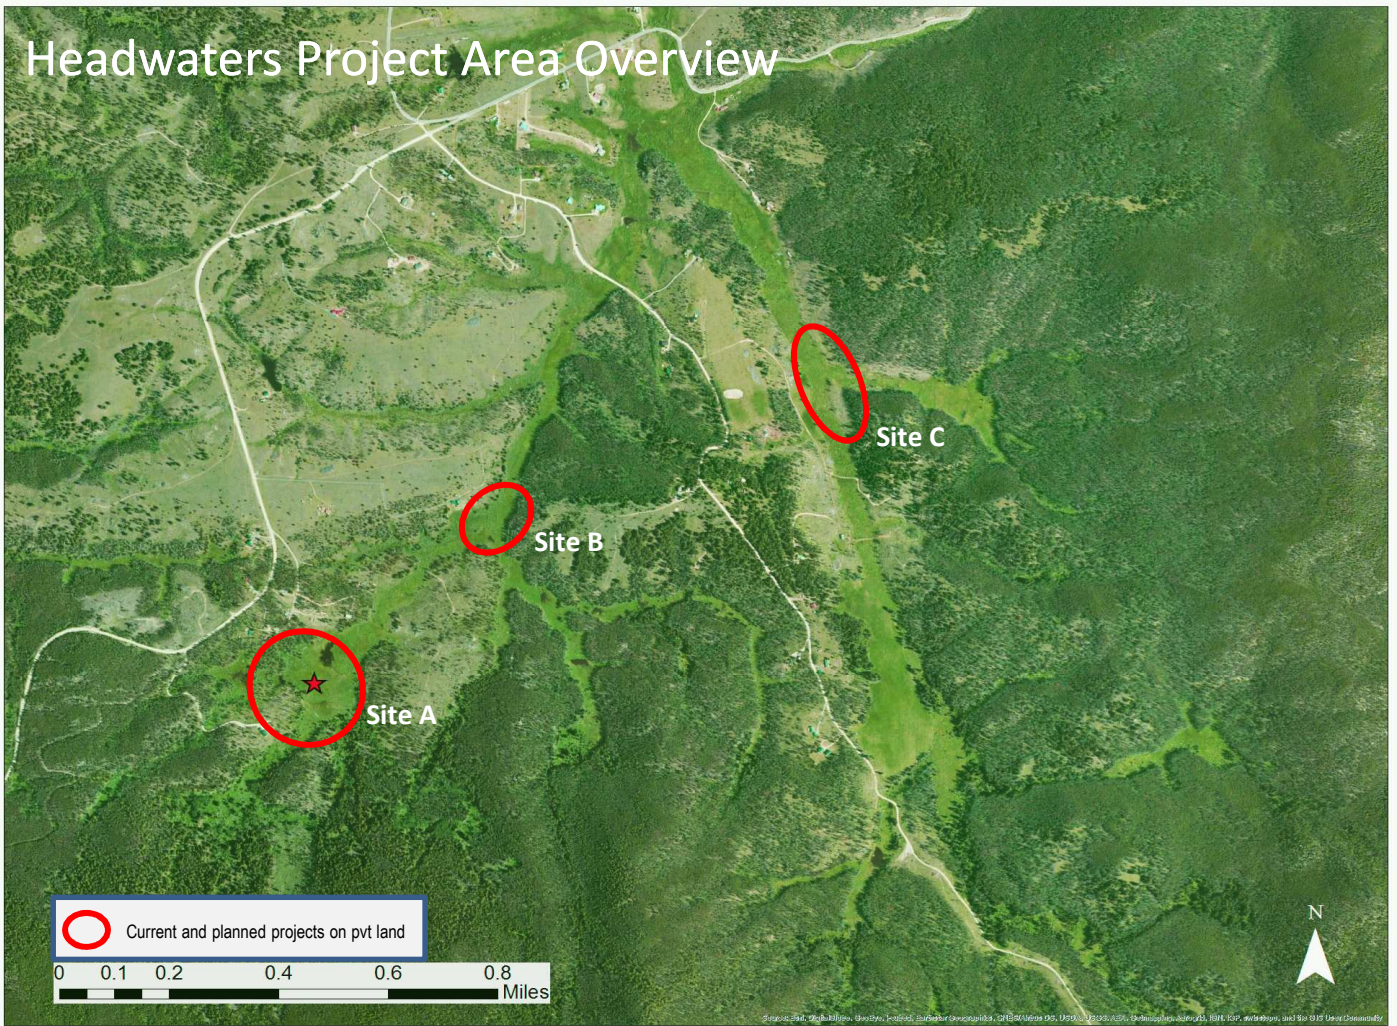 Headwaters Project Area Overview
Site C
Site B
Site A
N
Current and planned projects on pvt land
0 0.1 0.2 0.4 0.6 0.8
Miles